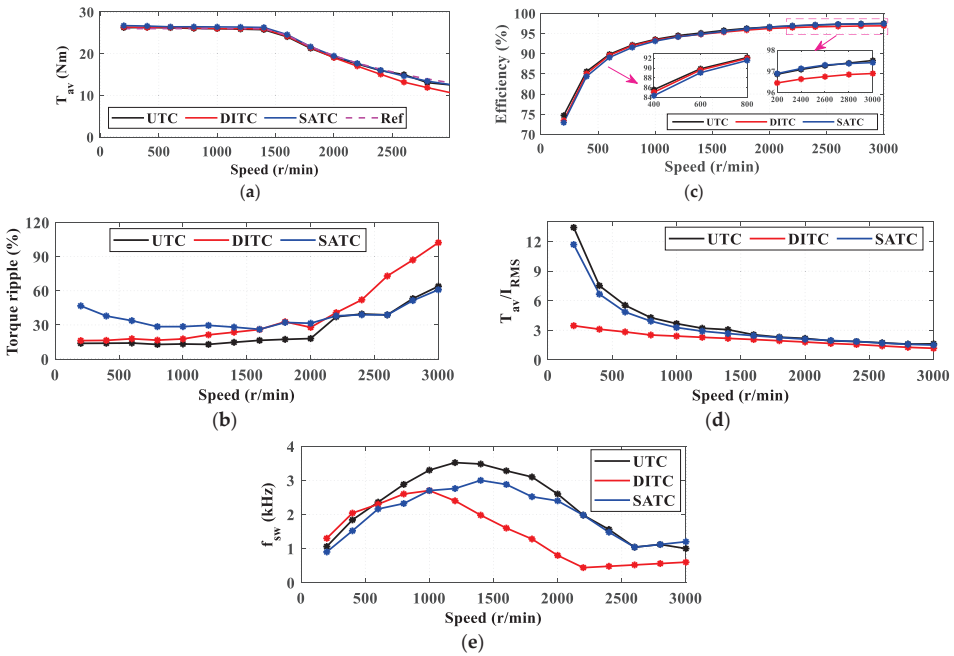 30
20
10
0
T_av (Nm)
UTC DITC SATC Ref
0 500 1000 1500 2000 2500
Speed (r/min)
(a)
100
95
90
85
80
75
70
Efficiency (%)
92
90
88
86
84
400 600 800
98
97
96
200 2400 2600 2800 3000
UTC DITC SATC
0 500 1000 1500 2000 2500 3000
Speed (r/min)
(c)
120
90
60
30
0
Torque ripple (%)
UTC DITC SATC
0 500 1000 1500 2000 2500 3000
Speed (r/min)
(b)
12
9
6
3
0
T_av/I_RMS
UTC DITC SATC
0 500 1000 1500 2000 2500 3000
Speed (r/min)
(d)
4
3
2
1
0
f_sw (kHz)
UTC
DITC
SATC
0 500 1000 1500 2000 2500 3000
Speed (r/min)
(e)